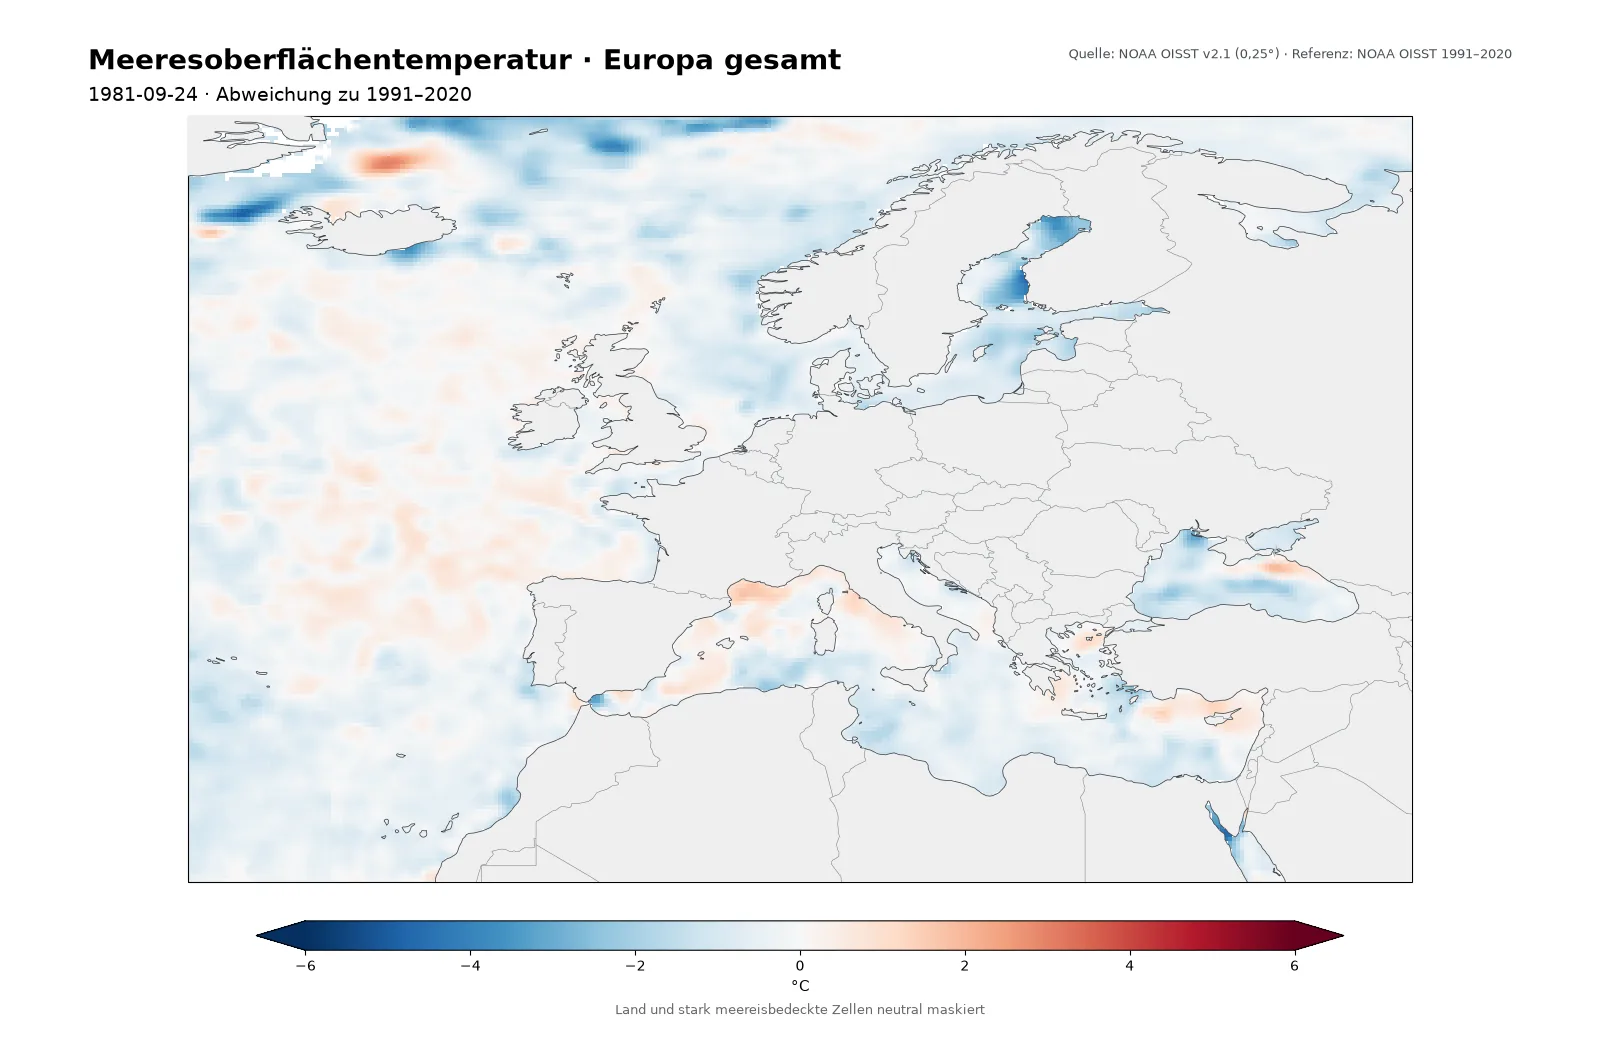 Meeresoberflächentemperatur · Europa gesamt
Quelle: NOAA OISST v2.1 (0,25°) · Referenz: NOAA OISST 1991–2020
1981-09-24 · Abweichung zu 1991–2020
−6 −4 −2 0 2 4 6
°C
Land und stark meereisbedeckte Zellen neutral maskiert